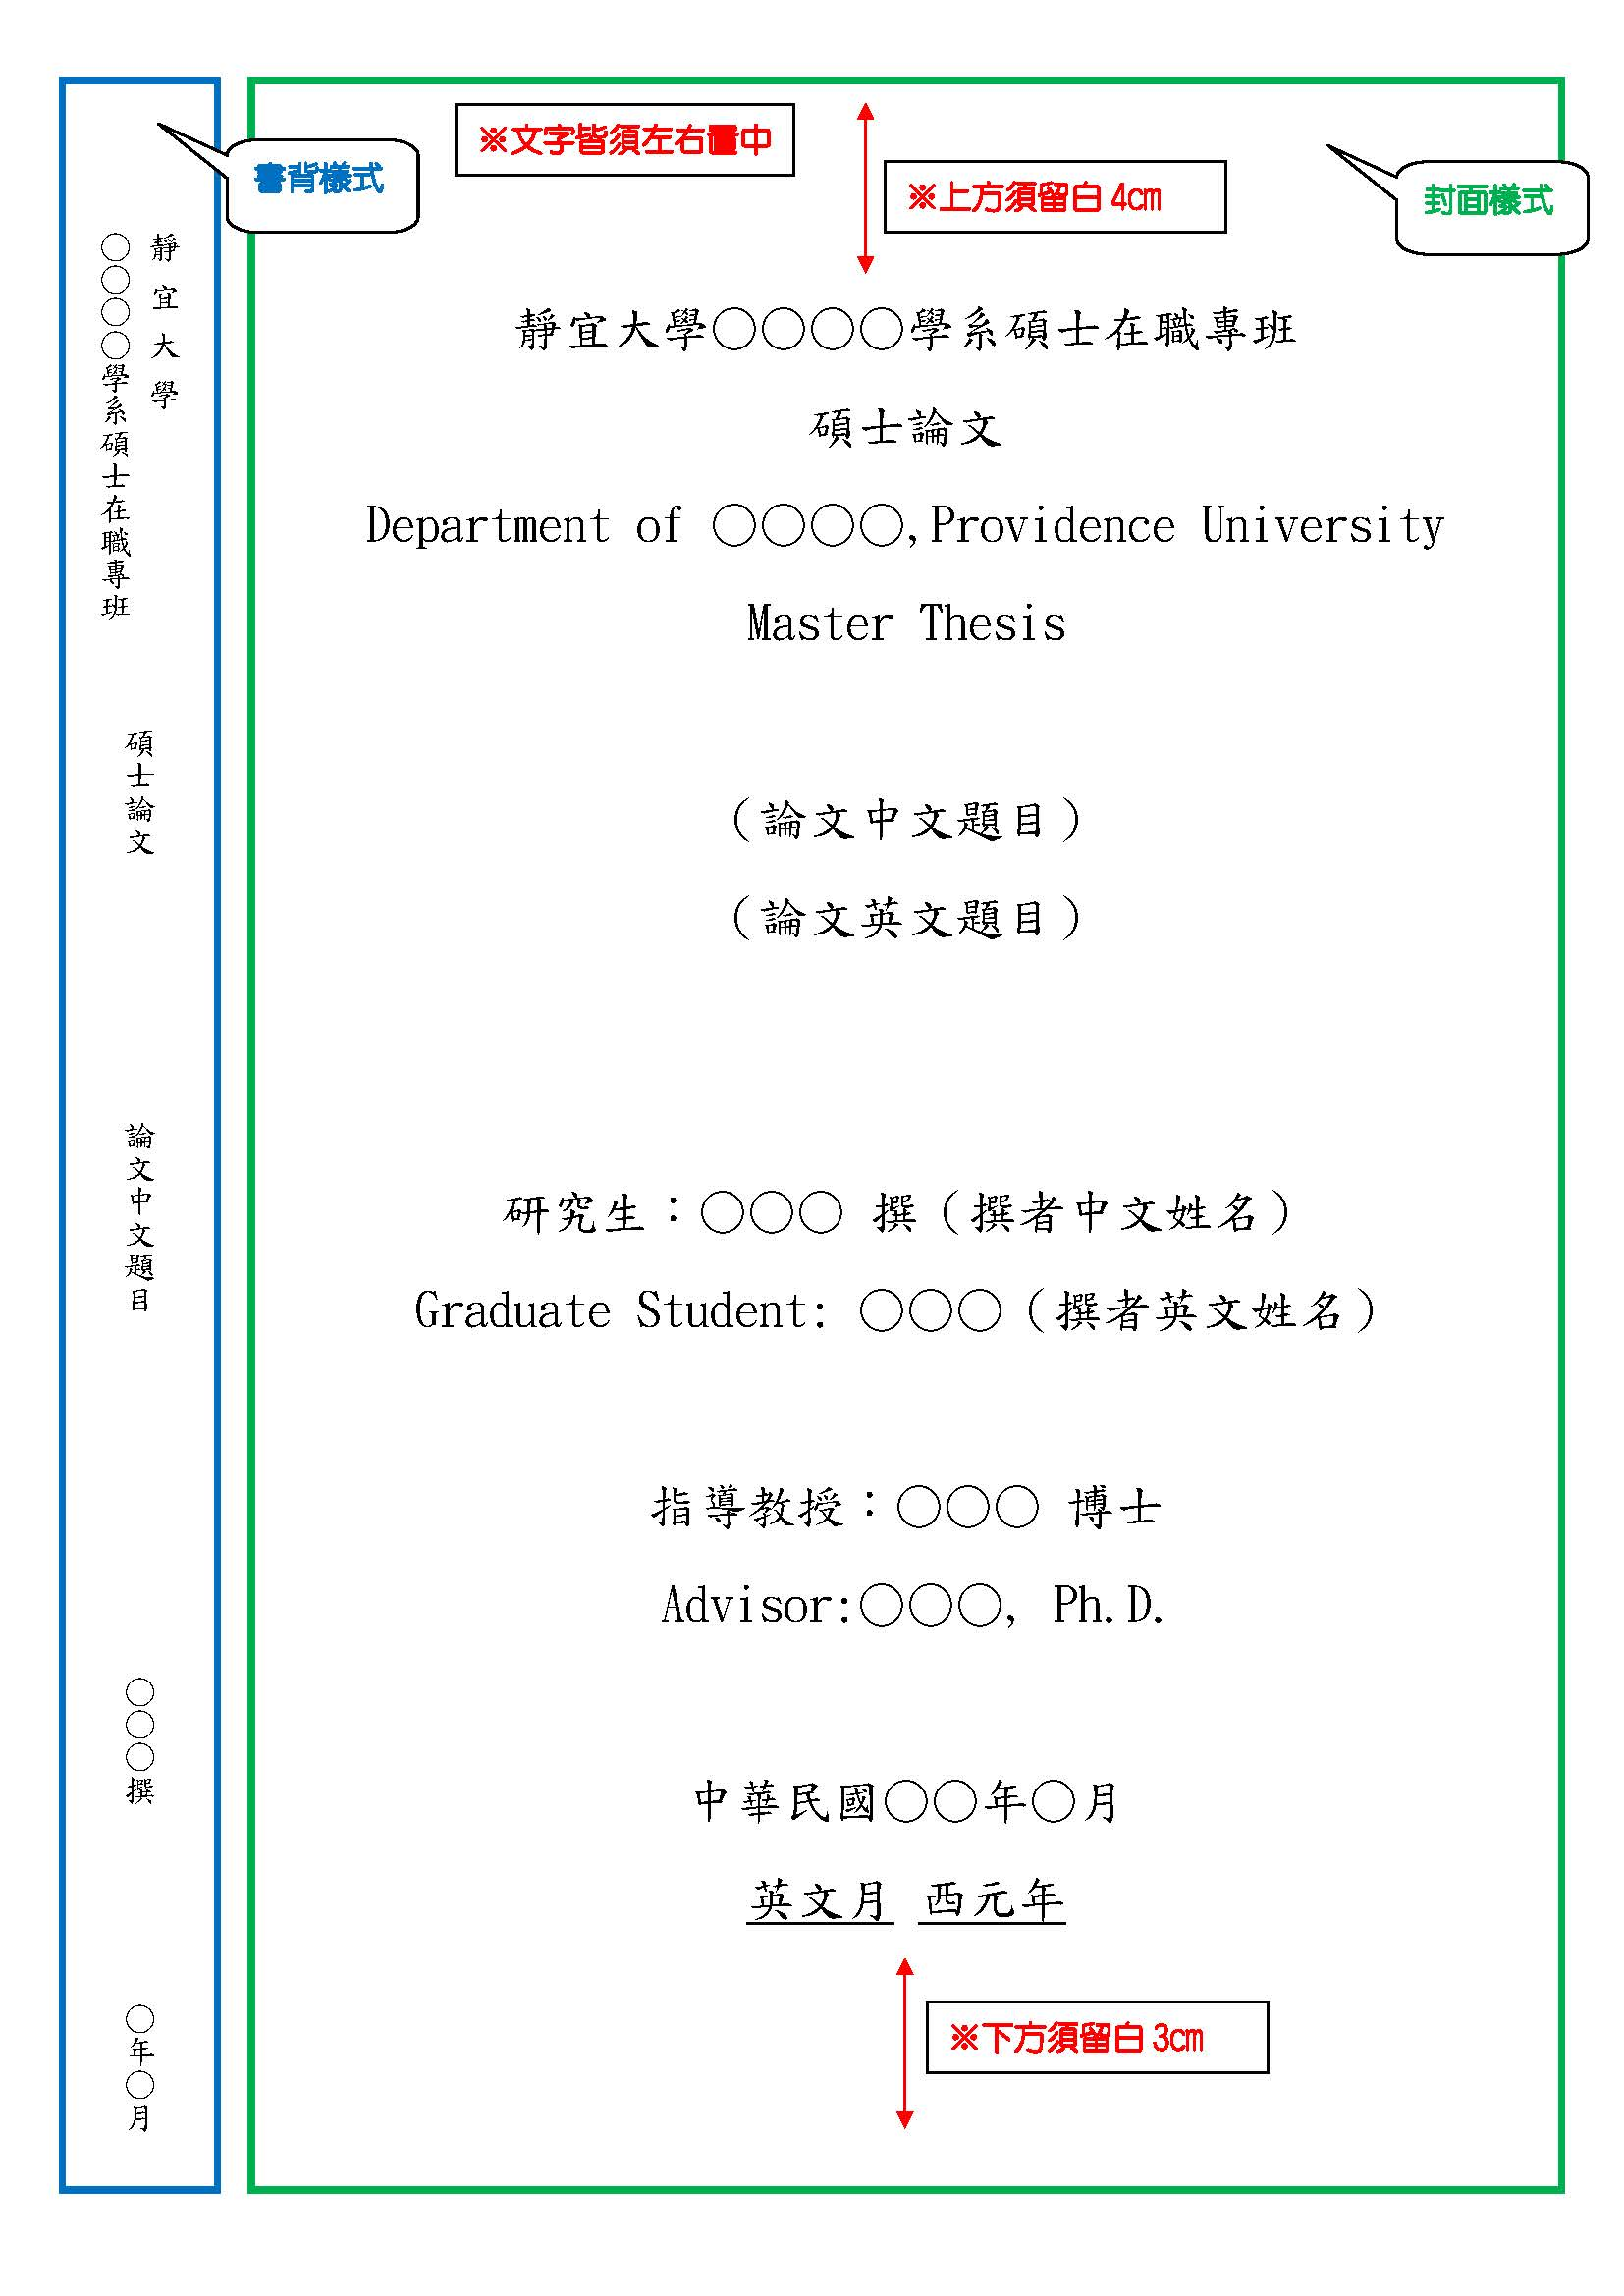 ※文字皆須左右置中
※上方須留白 4cm
書背樣式
封面樣式
靜宜大學
○○○○學系碩士在職專班
碩士論文
論文中文題目
○○○撰
○年○月
靜宜大學○○○○學系碩士在職專班
碩士論文
Department of ○○○○,Providence University
Master Thesis
（論文中文題目）
（論文英文題目）
研究生：○○○ 撰（撰者中文姓名）
Graduate Student: ○○○（撰者英文姓名）
指導教授：○○○ 博士
Advisor:○○○, Ph.D.
中華民國○○年○月
英文月 西元年
※下方須留白 3cm